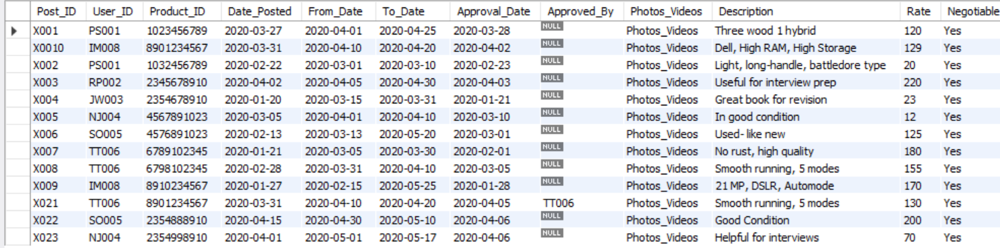 Post_ID User_ID Product_ID Date_Posted From_Date To_Date Approval_Date Approved_By Photos_Videos Description Rate Negotiable
X001 PS001 1023456789 2020-03-27 2020-04-01 2020-04-25 2020-03-28 NULL Photos_Videos Three wood 1 hybrid 120 Yes
X0010 IM008 8901234567 2020-03-31 2020-04-10 2020-04-20 2020-04-02 NULL Photos_Videos Dell, High RAM, High Storage 129 Yes
X002 PS001 1032456789 2020-02-22 2020-03-01 2020-03-10 2020-02-23 NULL Photos_Videos Light, long-handle, battledore type 20 Yes
X003 RP002 2345678910 2020-04-02 2020-04-05 2020-04-30 2020-04-03 NULL Photos_Videos Useful for interview prep 220 Yes
X004 JW003 2354678910 2020-01-20 2020-03-15 2020-03-31 2020-01-21 NULL Photos_Videos Great book for revision 23 Yes
X005 NJ004 4567891023 2020-03-05 2020-04-01 2020-04-10 2020-03-10 NULL Photos_Videos In good condition 12 Yes
X006 SO005 4576891023 2020-02-13 2020-03-13 2020-05-20 2020-03-01 NULL Photos_Videos Used- like new 125 Yes
X007 TT006 6789102345 2020-01-21 2020-03-05 2020-03-30 2020-02-01 NULL Photos_Videos No rust, high quality 180 Yes
X008 TT006 6798102345 2020-02-28 2020-03-31 2020-04-10 2020-03-05 NULL Photos_Videos Smooth running, 5 modes 155 Yes
X009 IM008 8910234567 2020-01-27 2020-02-15 2020-05-25 2020-01-28 NULL Photos_Videos 21 MP, DSLR, Automode 170 Yes
X021 TT006 8901234567 2020-03-31 2020-04-10 2020-04-20 2020-04-05 TT006 Photos_Videos Smooth running, 5 modes 130 Yes
X022 SO005 2354888910 2020-04-15 2020-04-30 2020-05-10 2020-04-06 NULL Photos_Videos Good Condition 200 Yes
X023 NJ004 2354998910 2020-04-01 2020-05-01 2020-05-17 2020-04-06 NULL Photos_Videos Helpful for interviews 70 Yes